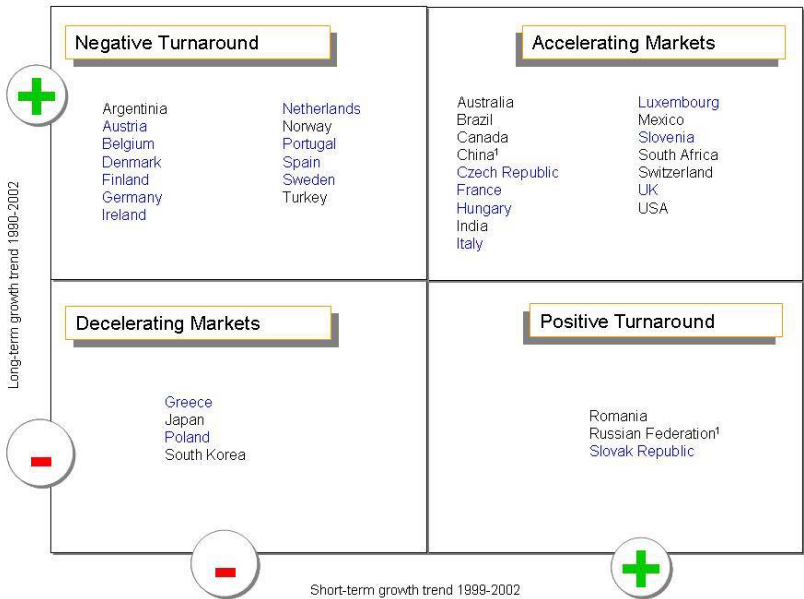 Negative Turnaround
Argentinia
Austria
Belgium
Denmark
Finland
Germany
Ireland
Netherlands
Norway
Portugal
Spain
Sweden
Turkey
Accelerating Markets
Australia
Brazil
Canada
China¹
Czech Republic
France
Hungary
India
Italy
Luxembourg
Mexico
Slovenia
South Africa
Switzerland
UK
USA
Long-term growth trend 1990-2002
Decelerating Markets
Greece
Japan
Poland
South Korea
Positive Turnaround
Romania
Russian Federation¹
Slovak Republic
Short-term growth trend 1999-2002